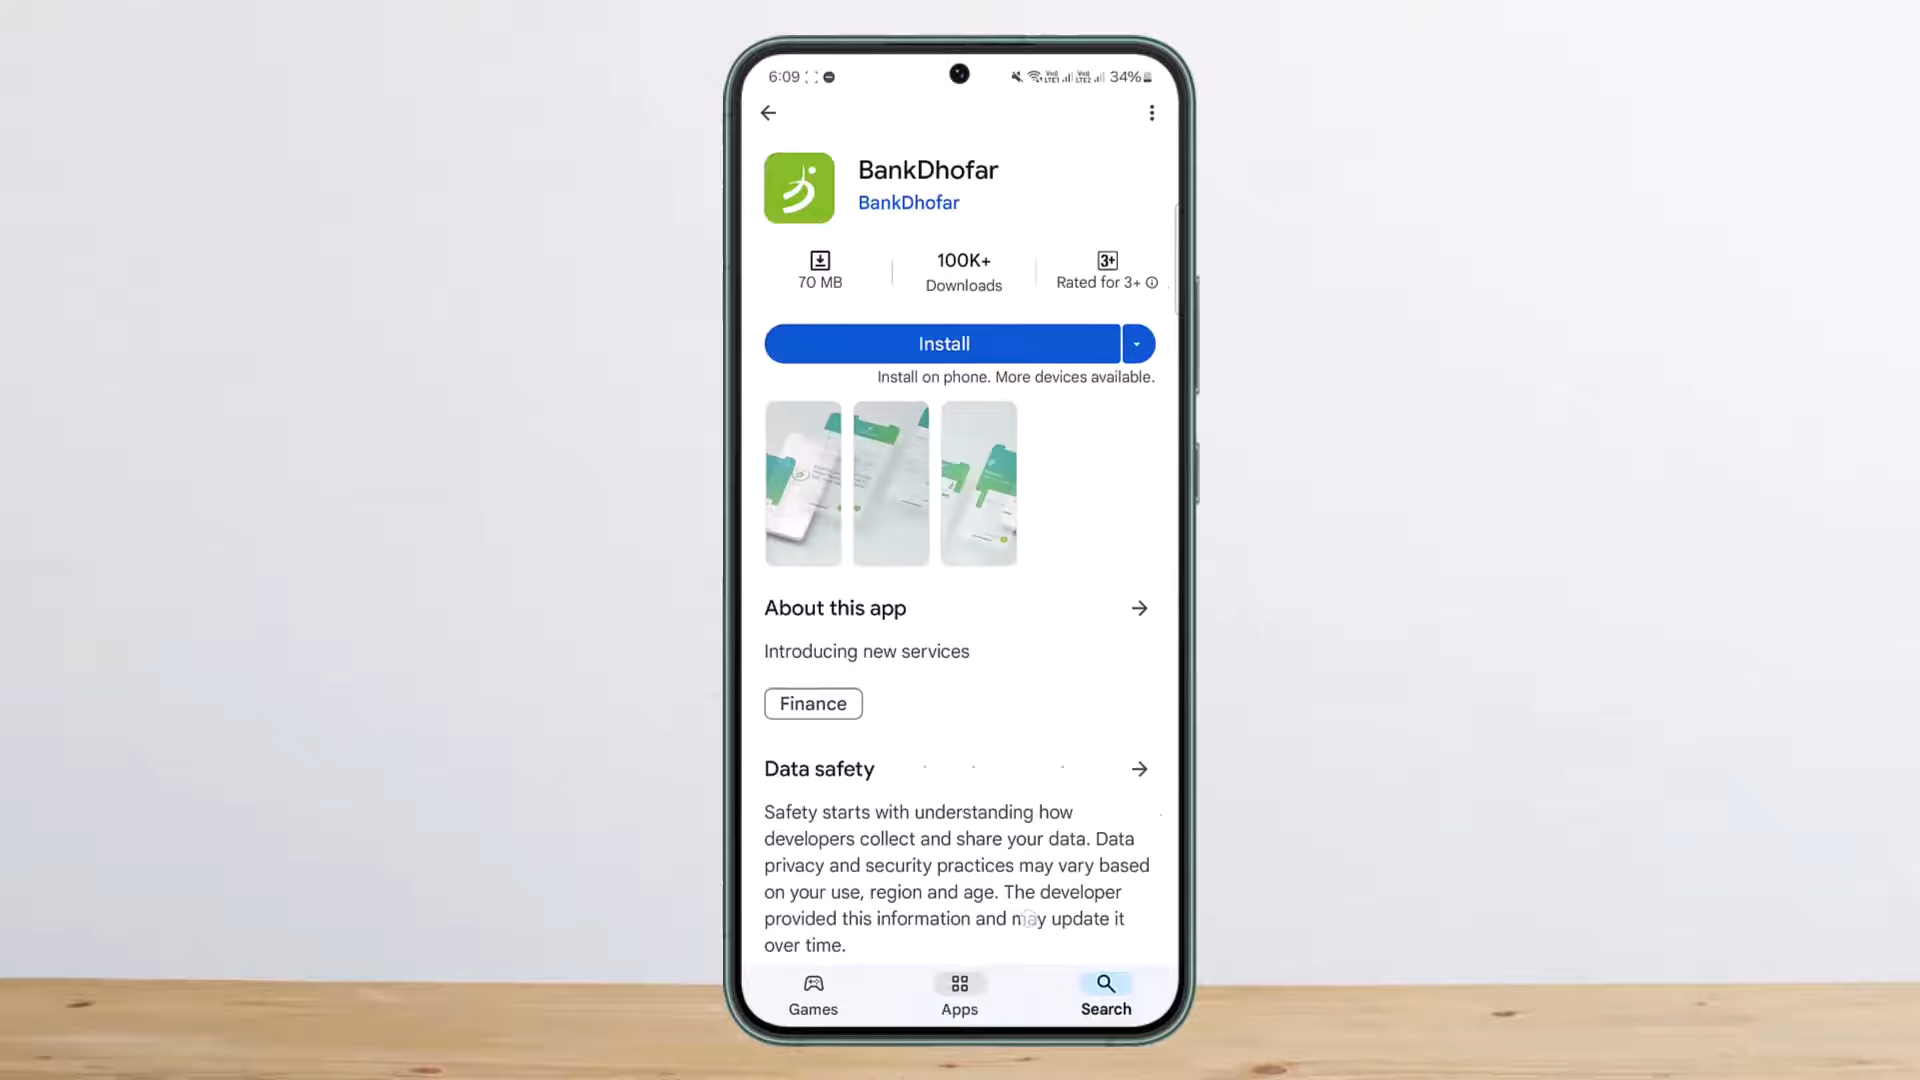 6:09
34%
BankDhofar
BankDhofar
70 MB
100K+
Downloads
3+
Rated for 3+
Install
Install on phone. More devices available.
About this app
Introducing new services
Finance
Data safety
Safety starts with understanding how
developers collect and share your data. Data
privacy and security practices may vary based
on your use, region and age. The developer
provided this information and may update it
over time.
Games
Apps
Search